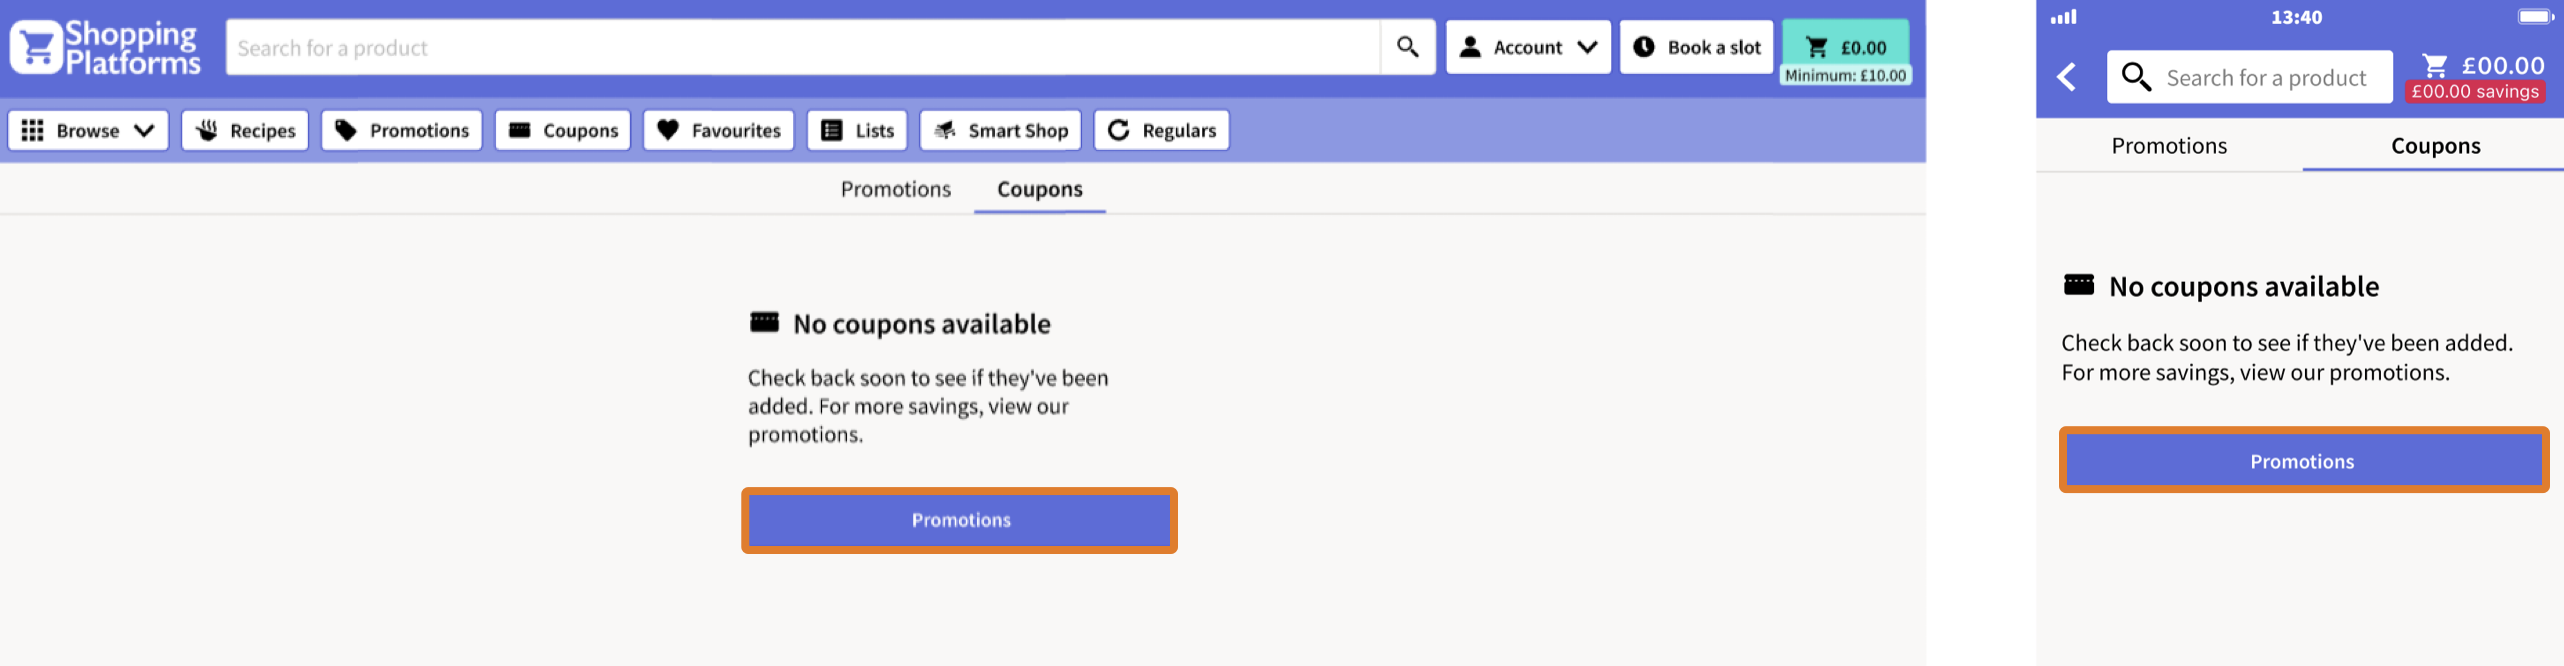 Shopping
Platforms
Search for a product
Account
Book a slot
£0.00
Minimum: £10.00
Browse
Recipes
Promotions
Coupons
Favourites
Lists
Smart Shop
Regulars
Promotions
Coupons
No coupons available
Check back soon to see if they've been
added. For more savings, view our
promotions.
Promotions
13:40
Search for a product
£00.00
£00.00 savings
Promotions
Coupons
No coupons available
Check back soon to see if they've been added.
For more savings, view our promotions.
Promotions